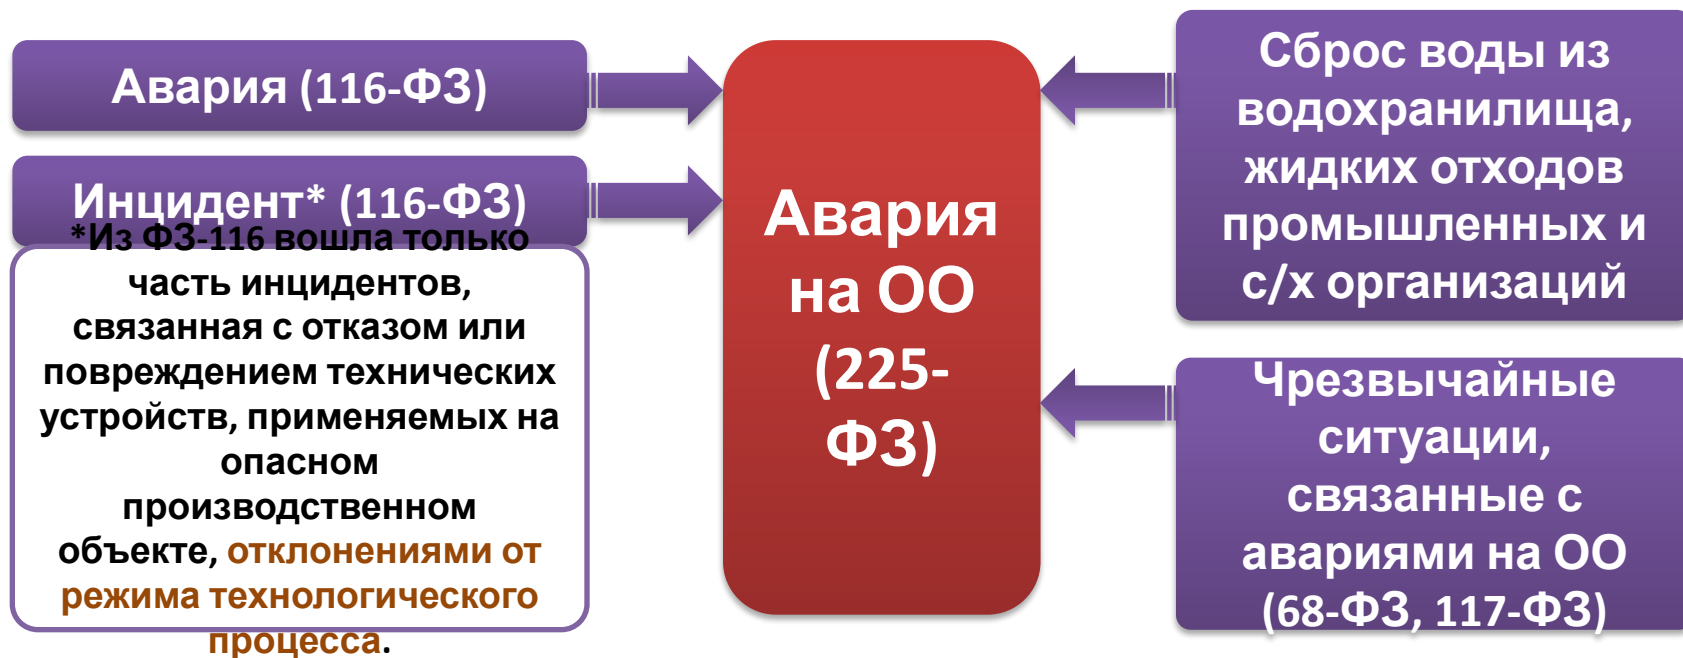 Авария (116-ФЗ)
Инцидент* (116-ФЗ)
*Из ФЗ-116 вошла только
часть инцидентов,
связанная с отказом или
повреждением технических
устройств, применяемых на
опасном
производственном
объекте, отклонениями от
режима технологического
процесса.
Авария
на ОО
(225-
ФЗ)
Сброс воды из
водохранилища,
жидких отходов
промышленных и
с/х организаций
Чрезвычайные
ситуации,
связанные с
авариями на ОО
(68-ФЗ, 117-ФЗ)